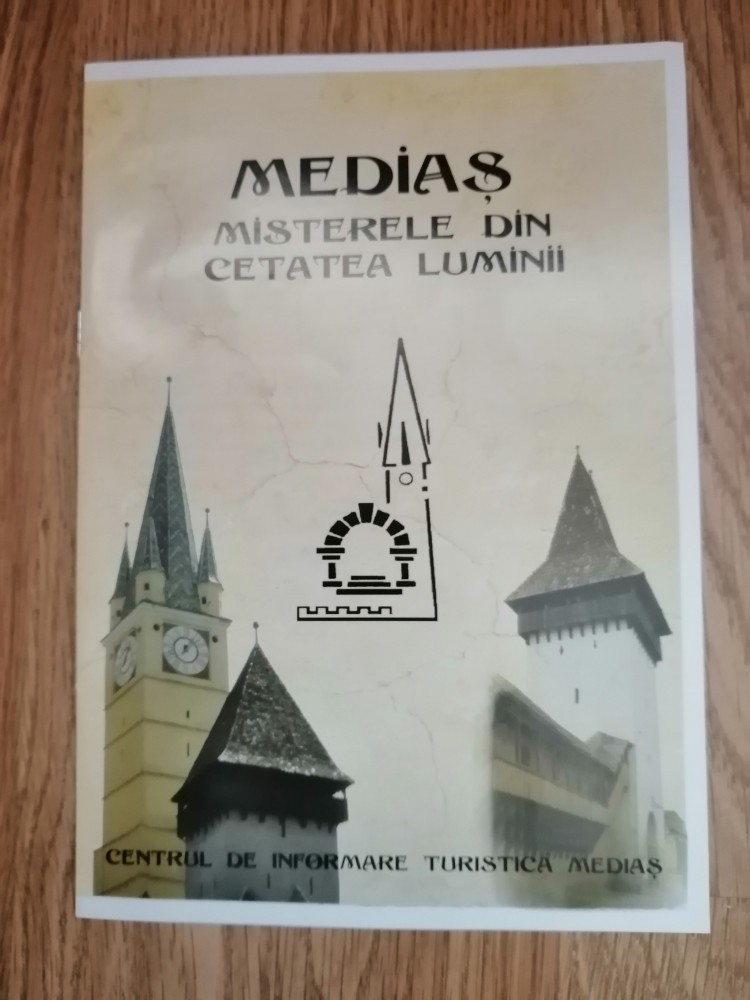 MEDIAȘ
MISTERELE DIN
CETATEA LUMINII
CENTRUL DE INFORMARE TURISTICA MEDIAȘ